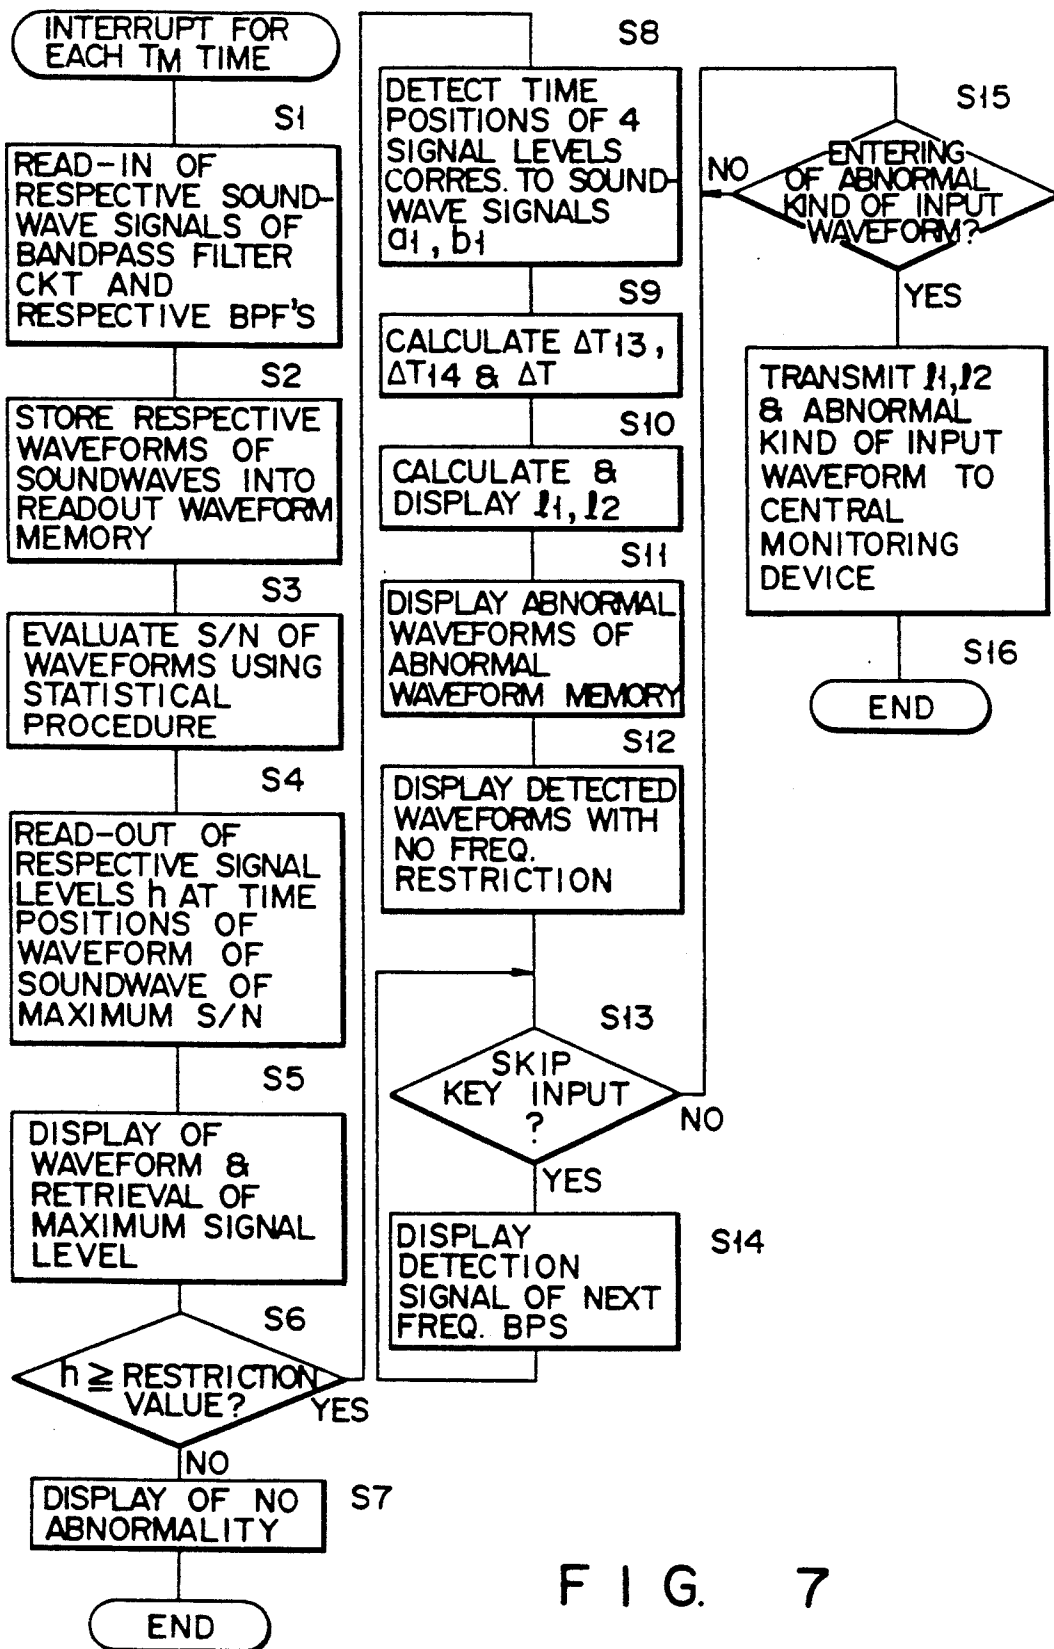 INTERRUPT FOR
EACH TM TIME
S1
READ-IN OF
RESPECTIVE SOUND-
WAVE SIGNALS OF
BANDPASS FILTER
CKT AND
RESPECTIVE BPF'S
S2
STORE RESPECTIVE
WAVEFORMS OF
SOUNDWAVES INTO
READOUT WAVEFORM
MEMORY
S3
EVALUATE S/N OF
WAVEFORMS USING
STATISTICAL
PROCEDURE
S4
READ-OUT OF
RESPECTIVE SIGNAL
LEVELS h AT TIME
POSITIONS OF
WAVEFORM OF
SOUNDWAVE OF
MAXIMUM S/N
S5
DISPLAY OF
WAVEFORM &
RETRIEVAL OF
MAXIMUM SIGNAL
LEVEL
S6
h ≧ RESTRICTION
VALUE?
YES
NO
S7
DISPLAY OF NO
ABNORMALITY
END
S8
DETECT TIME
POSITIONS OF 4
SIGNAL LEVELS
CORRES. TO SOUND-
WAVE SIGNALS
a1, b1
S9
CALCULATE ΔT13,
ΔT14 & ΔT
S10
CALCULATE &
DISPLAY ℓ1, ℓ2
S11
DISPLAY ABNORMAL
WAVEFORMS OF
ABNORMAL
WAVEFORM MEMORY
S12
DISPLAY DETECTED
WAVEFORMS WITH
NO FREQ.
RESTRICTION
S13
SKIP
KEY INPUT
?
NO
YES
S14
DISPLAY
DETECTION
SIGNAL OF NEXT
FREQ. BPS
S15
NO
ENTERING
OF ABNORMAL
KIND OF INPUT
WAVEFORM?
YES
TRANSMIT ℓ1, ℓ2
& ABNORMAL
KIND OF INPUT
WAVEFORM TO
CENTRAL
MONITORING
DEVICE
S16
END
FIG. 7